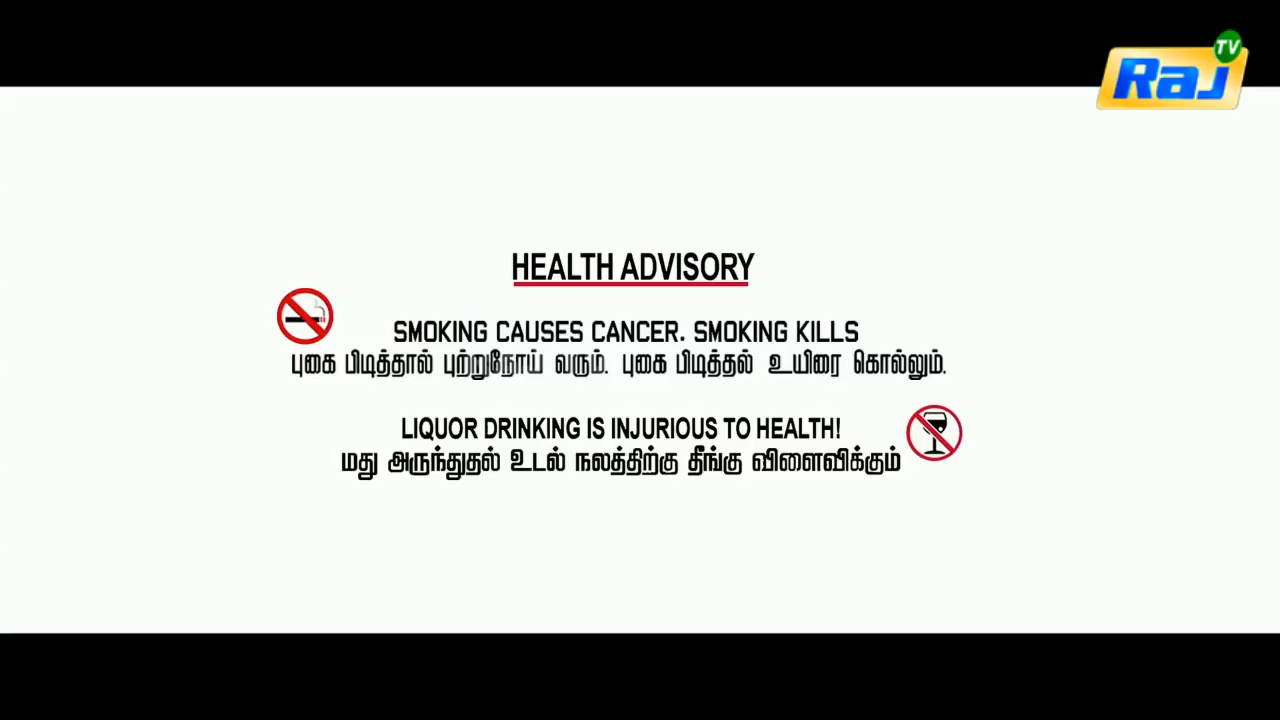 Raj TV
HEALTH ADVISORY
SMOKING CAUSES CANCER. SMOKING KILLS
புகை பிடித்தால் புற்றுநோய் வரும். புகை பிடித்தல் உயிரை கொல்லும்.
LIQUOR DRINKING IS INJURIOUS TO HEALTH!
மது அருந்துதல் உடல் நலத்திற்கு தீங்கு விளைவிக்கும்